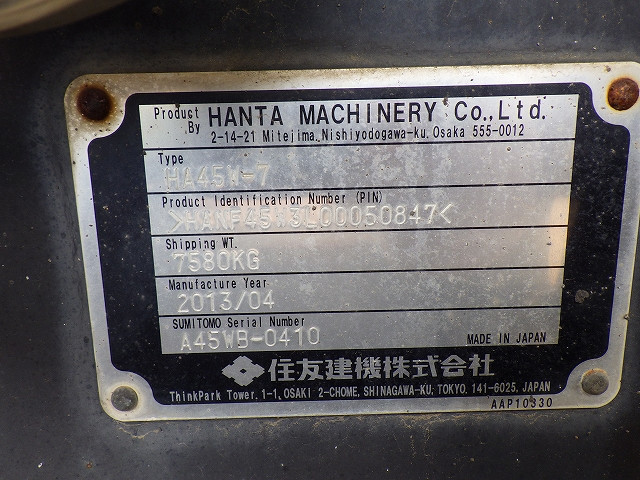 Product By HANTA MACHINERY Co., Ltd.
2-14-21 Mitejima, Nishiyodogawa-ku, Osaka 555-0012
Type
HA45W-7
Product Identification Number (PIN)
Shipping WT.
7580KG
Manufacture Year
2013/04
SUMITOMO Serial Number
A45WB-0410
MADE IN JAPAN
住友建機株式会社
ThinkPark Tower, 1-1, OSAKI 2-CHOME, SHINAGAWA-KU, TOKYO, 141-6025, JAPAN
AAP10330